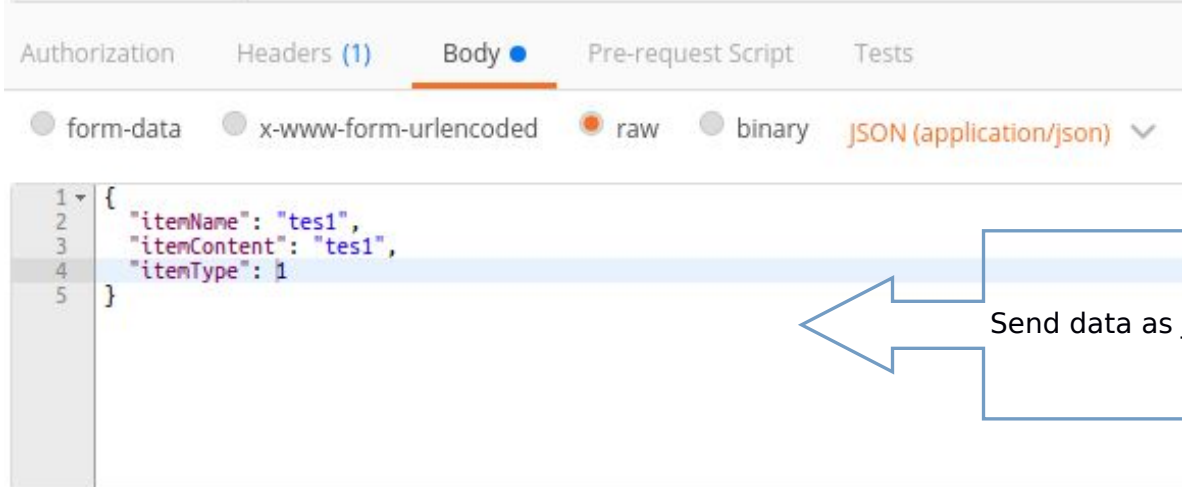 Authorization Headers (1) Body Pre-request Script Tests
form-data x-www-form-urlencoded raw binary JSON (application/json)
1 {
2 "itemName": "tes1",
3 "itemContent": "tes1",
4 "itemType": 1
5 }
Send data as